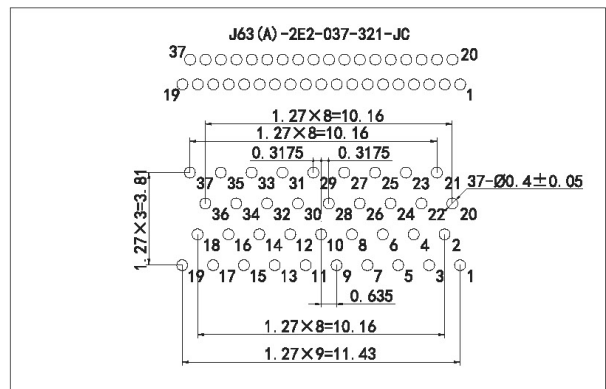 J63(A)-2E2-037-321-JC
37 20
19 1
1.27×8=10.16
1.27×8=10.16
0.3175 0.3175
37 35 33 31 29 27 25 23 21 37-Ø0.4±0.05
36 34 32 30 28 26 24 22 20
1.27×3=3.81
18 16 14 12 10 8 6 4 2
19 17 15 13 11 9 7 5 3 1
0.635
1.27×8=10.16
1.27×9=11.43